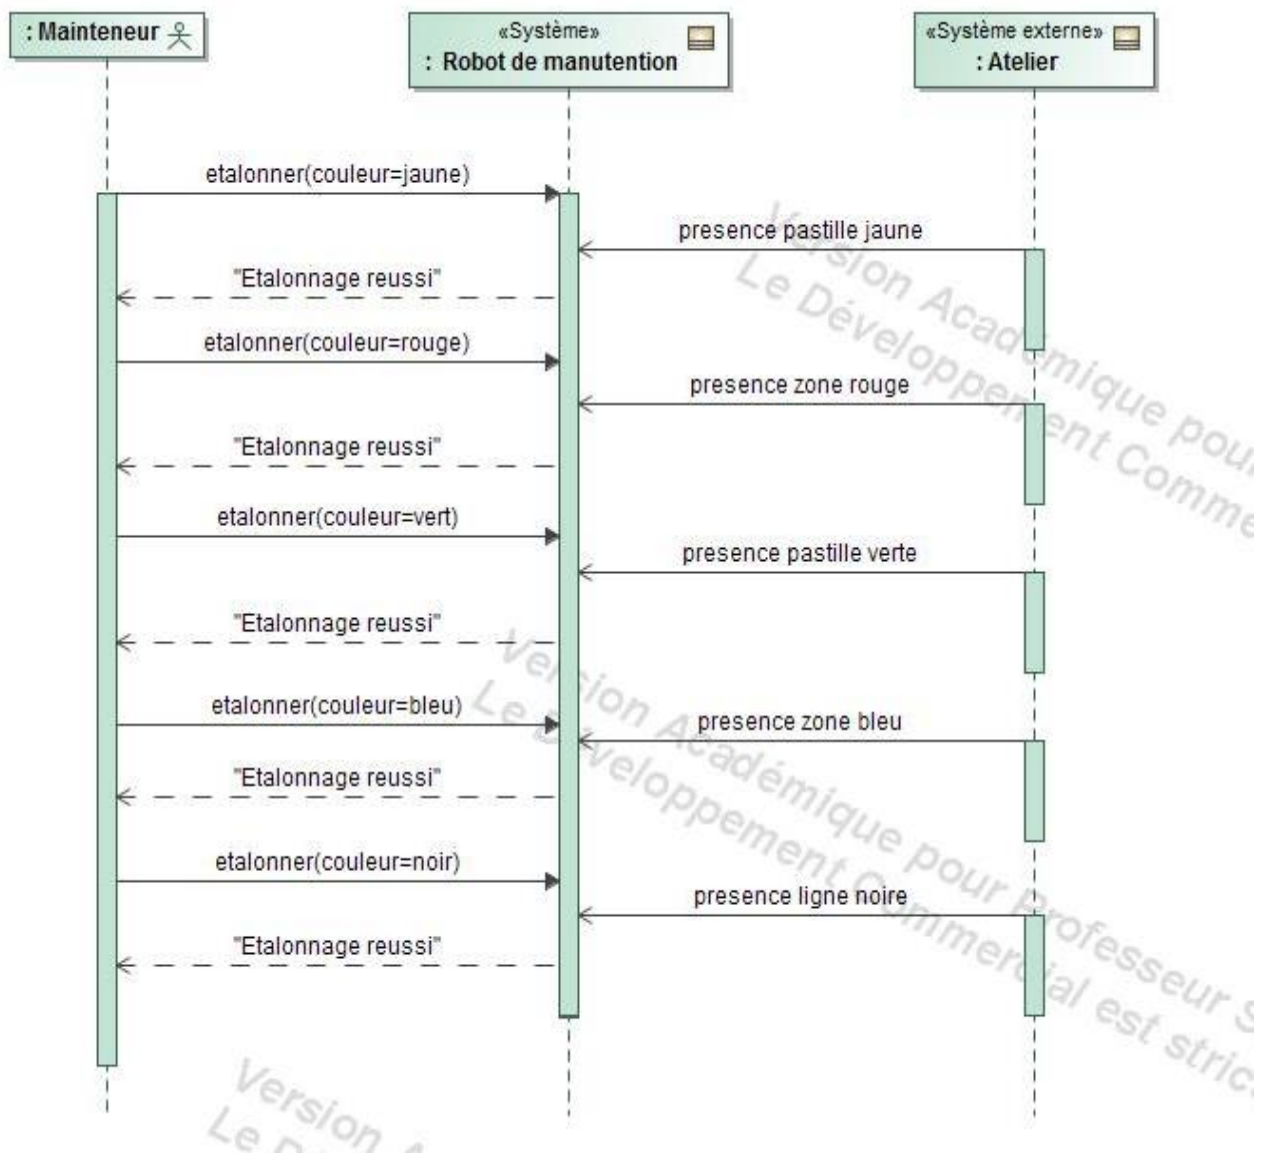 : Mainteneur
«Système»
: Robot de manutention
«Système externe»
: Atelier
etalonner(couleur=jaune)
presence pastille jaune
"Etalonnage reussi"
etalonner(couleur=rouge)
presence zone rouge
"Etalonnage reussi"
etalonner(couleur=vert)
presence pastille verte
"Etalonnage reussi"
etalonner(couleur=bleu)
presence zone bleu
"Etalonnage reussi"
etalonner(couleur=noir)
presence ligne noire
"Etalonnage reussi"
Version Académique pour
Le Développement Comme
Version Académique pour Professeur S
Le Développement Commercial est stric
Version A
Le D